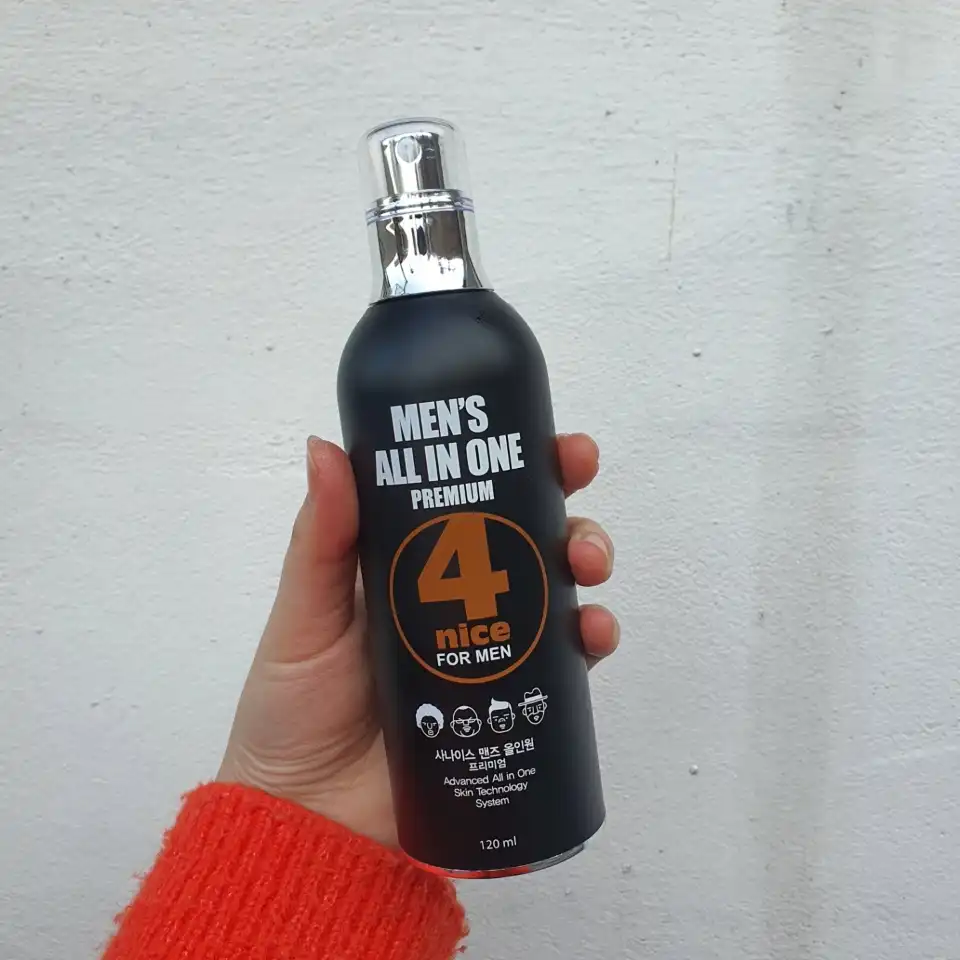 MEN'S
ALL IN ONE
PREMIUM
4
nice
FOR MEN
사나이스 맨즈 올인원
프리미엄
Advanced All in One
Skin Technology
System
120 ml